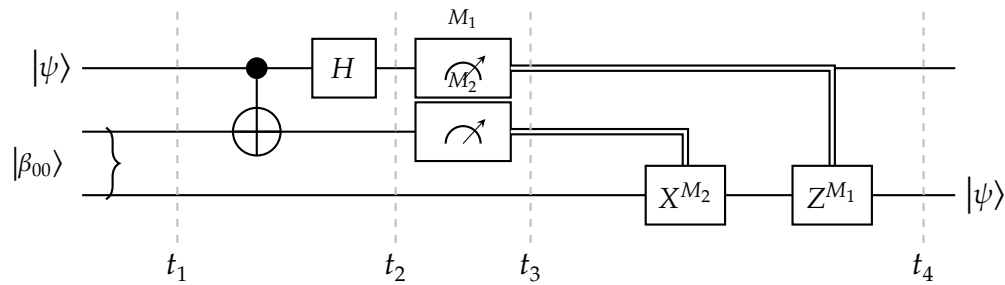 M₁
|ψ⟩ H
M₂
|β₀₀⟩
X^{M₂} Z^{M₁} |ψ⟩
t₁ t₂ t₃ t₄